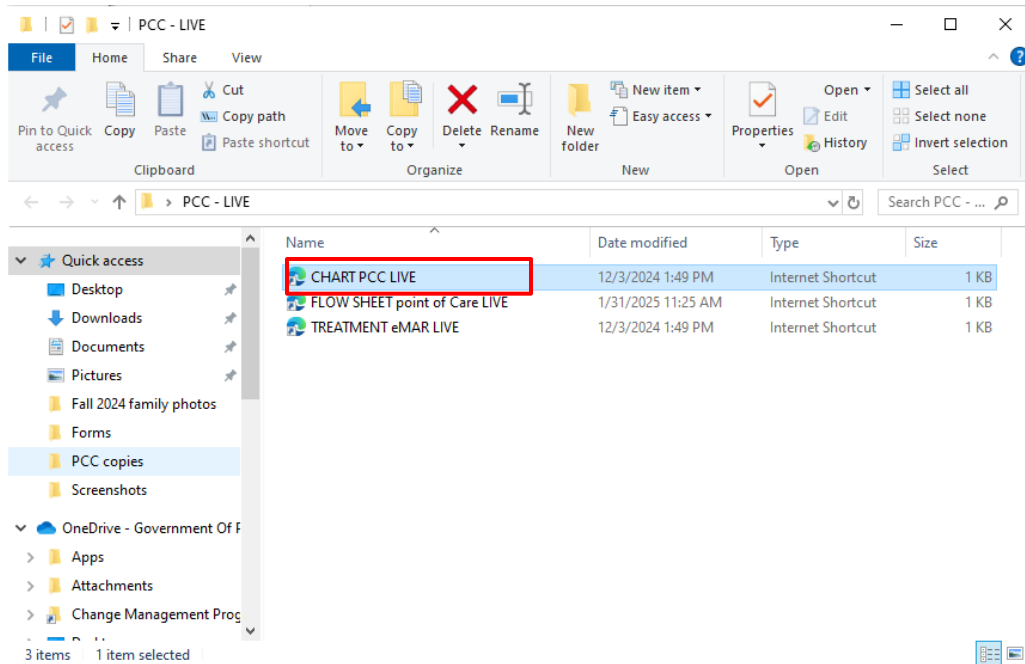 PCC - LIVE
File Home Share View
Pin to Quick access
Copy
Paste
Cut
Copy path
Paste shortcut
Clipboard
Move to
Copy to
Delete
Rename
Organize
New folder
New item
Easy access
New
Properties
Open
Edit
History
Open
Select all
Select none
Invert selection
Select
PCC - LIVE
Search PCC - ...
Name Date modified Type Size
CHART PCC LIVE 12/3/2024 1:49 PM Internet Shortcut 1 KB
FLOW SHEET point of Care LIVE 1/31/2025 11:25 AM Internet Shortcut 1 KB
TREATMENT eMAR LIVE 12/3/2024 1:49 PM Internet Shortcut 1 KB
Quick access
Desktop
Downloads
Documents
Pictures
Fall 2024 family photos
Forms
PCC copies
Screenshots
OneDrive - Government Of
Apps
Attachments
Change Management Prog
3 items 1 item selected